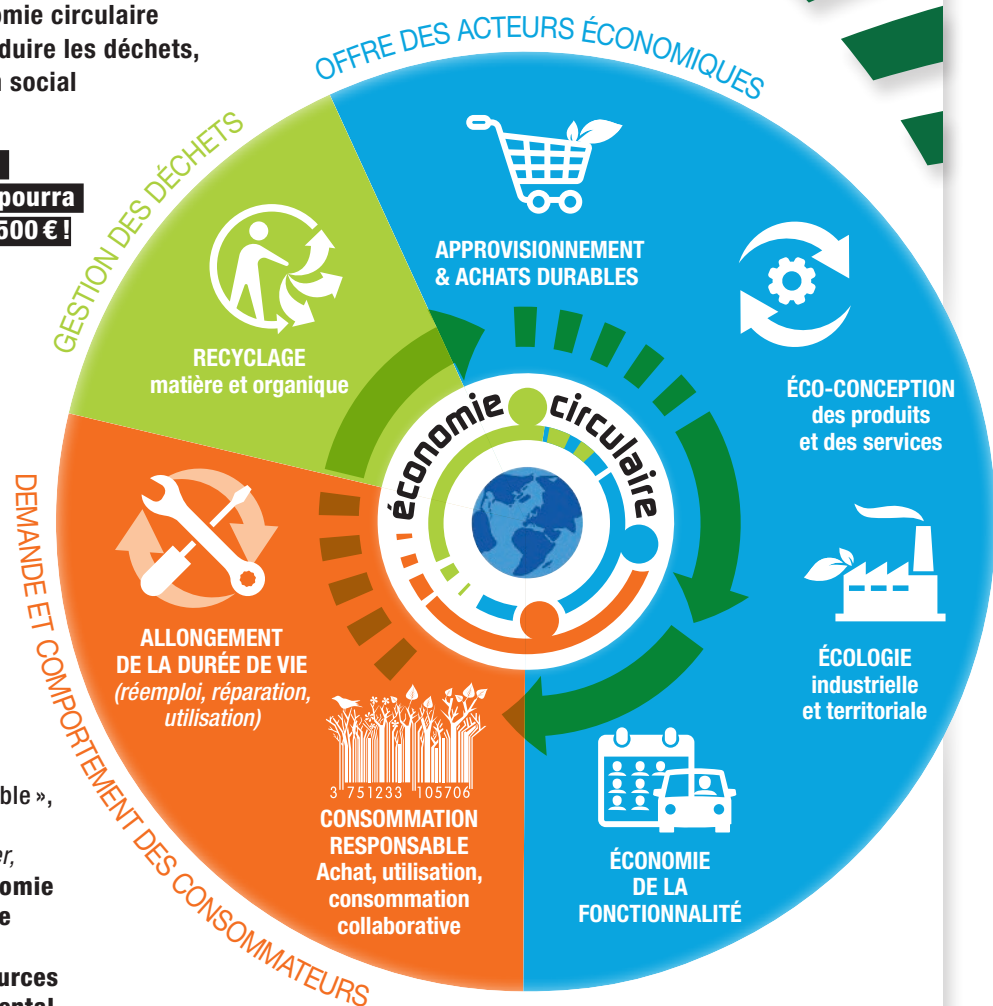 omie circulaire
duire les déchets,
social
pourra
500 € !
OFFRE DES ACTEURS ÉCONOMIQUES
GESTION DES DÉCHETS
APPROVISIONNEMENT
& ACHATS DURABLES
RECYCLAGE
matière et organique
ÉCO-CONCEPTION
des produits
et des services
économie circulaire
ALLONGEMENT
DE LA DURÉE DE VIE
(réemploi, réparation,
utilisation)
ÉCOLOGIE
industrielle
et territoriale
3 751233 105706
CONSOMMATION
RESPONSABLE
Achat, utilisation,
consommation
collaborative
ÉCONOMIE
DE LA
FONCTIONNALITÉ
DEMANDE ET COMPORTEMENT DES CONSOMMATEURS
ble »,
er,
omie
e
urces
ental